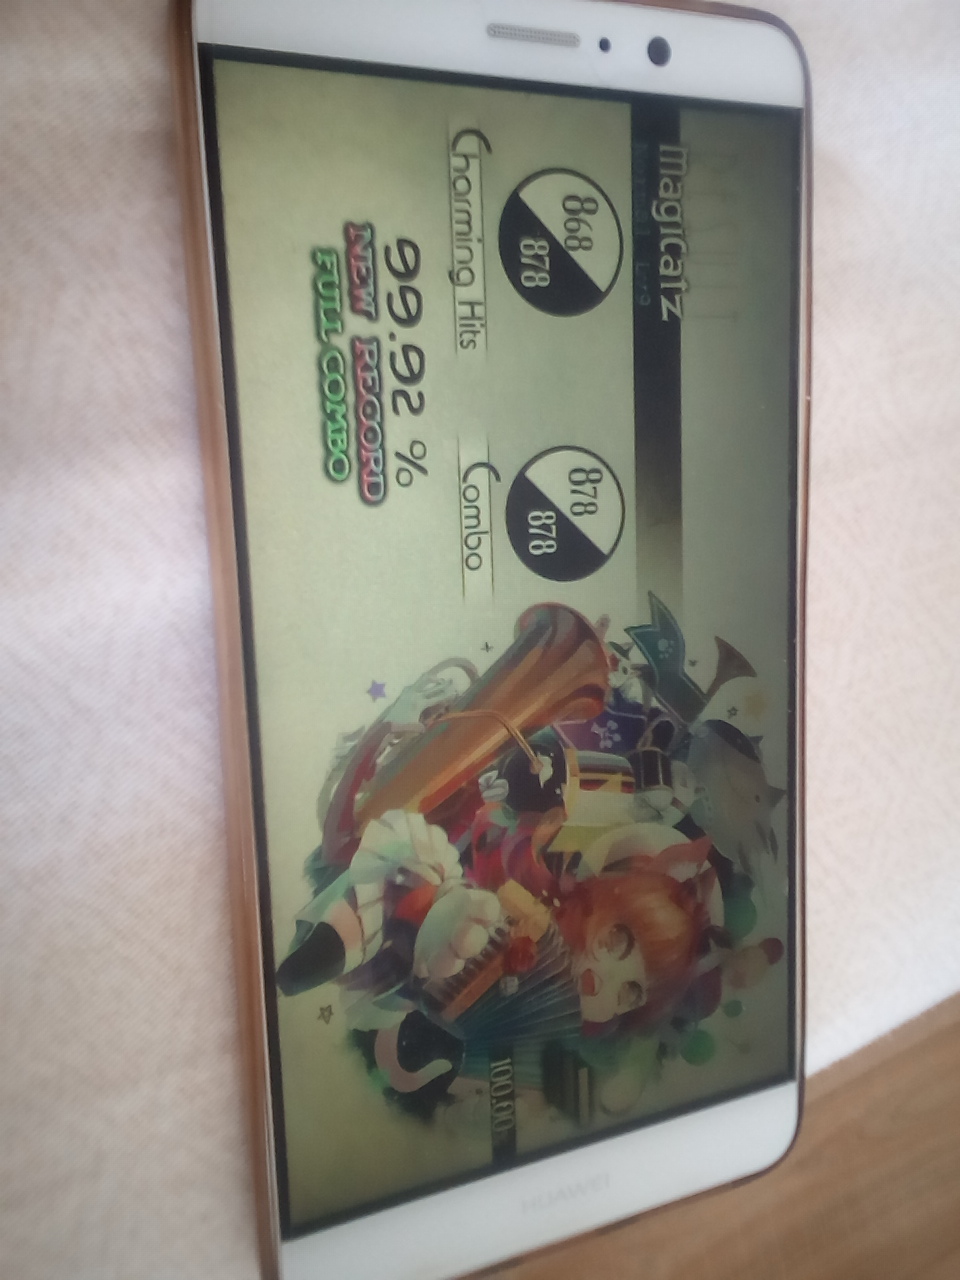 magicatz
868
878
Charming Hits
878
878
Combo
99.92 %
NEW RECORD
FULL COMBO
100.00
HUAWEI